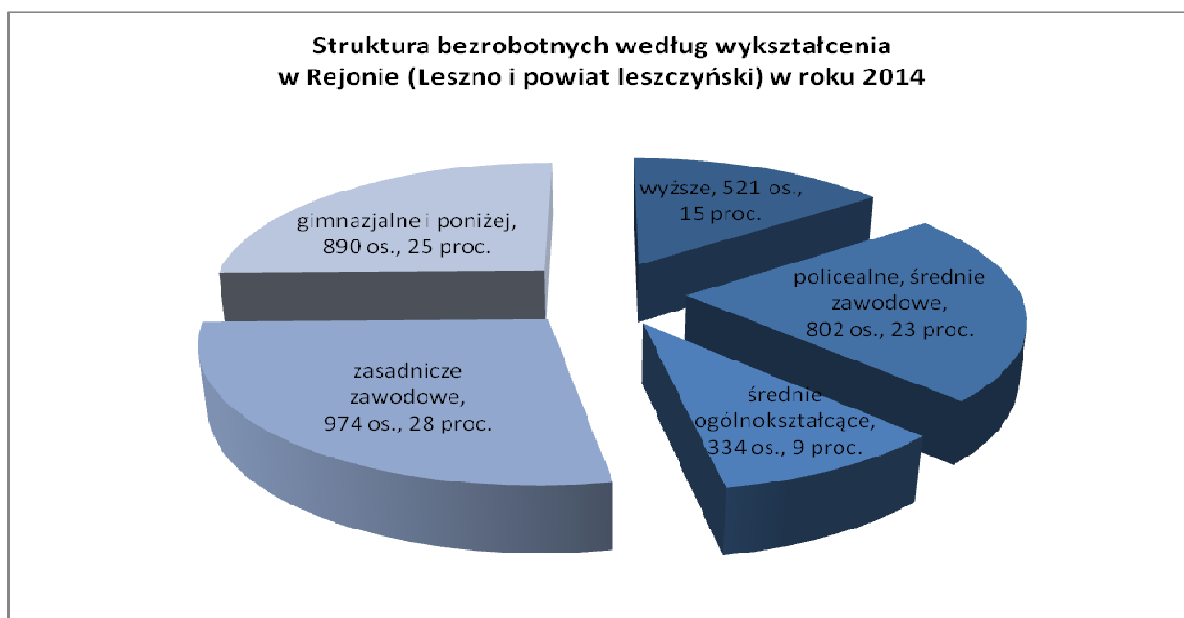 Struktura bezrobotnych według wykształcenia
w Rejonie (Leszno i powiat leszczyński) w roku 2014
wyższe, 521 os.,
15 proc.
policealne, średnie
zawodowe,
802 os., 23 proc.
średnie
ogólnokształcące,
334 os., 9 proc.
zasadnicze
zawodowe,
974 os., 28 proc.
gimnazjalne i poniżej,
890 os., 25 proc.